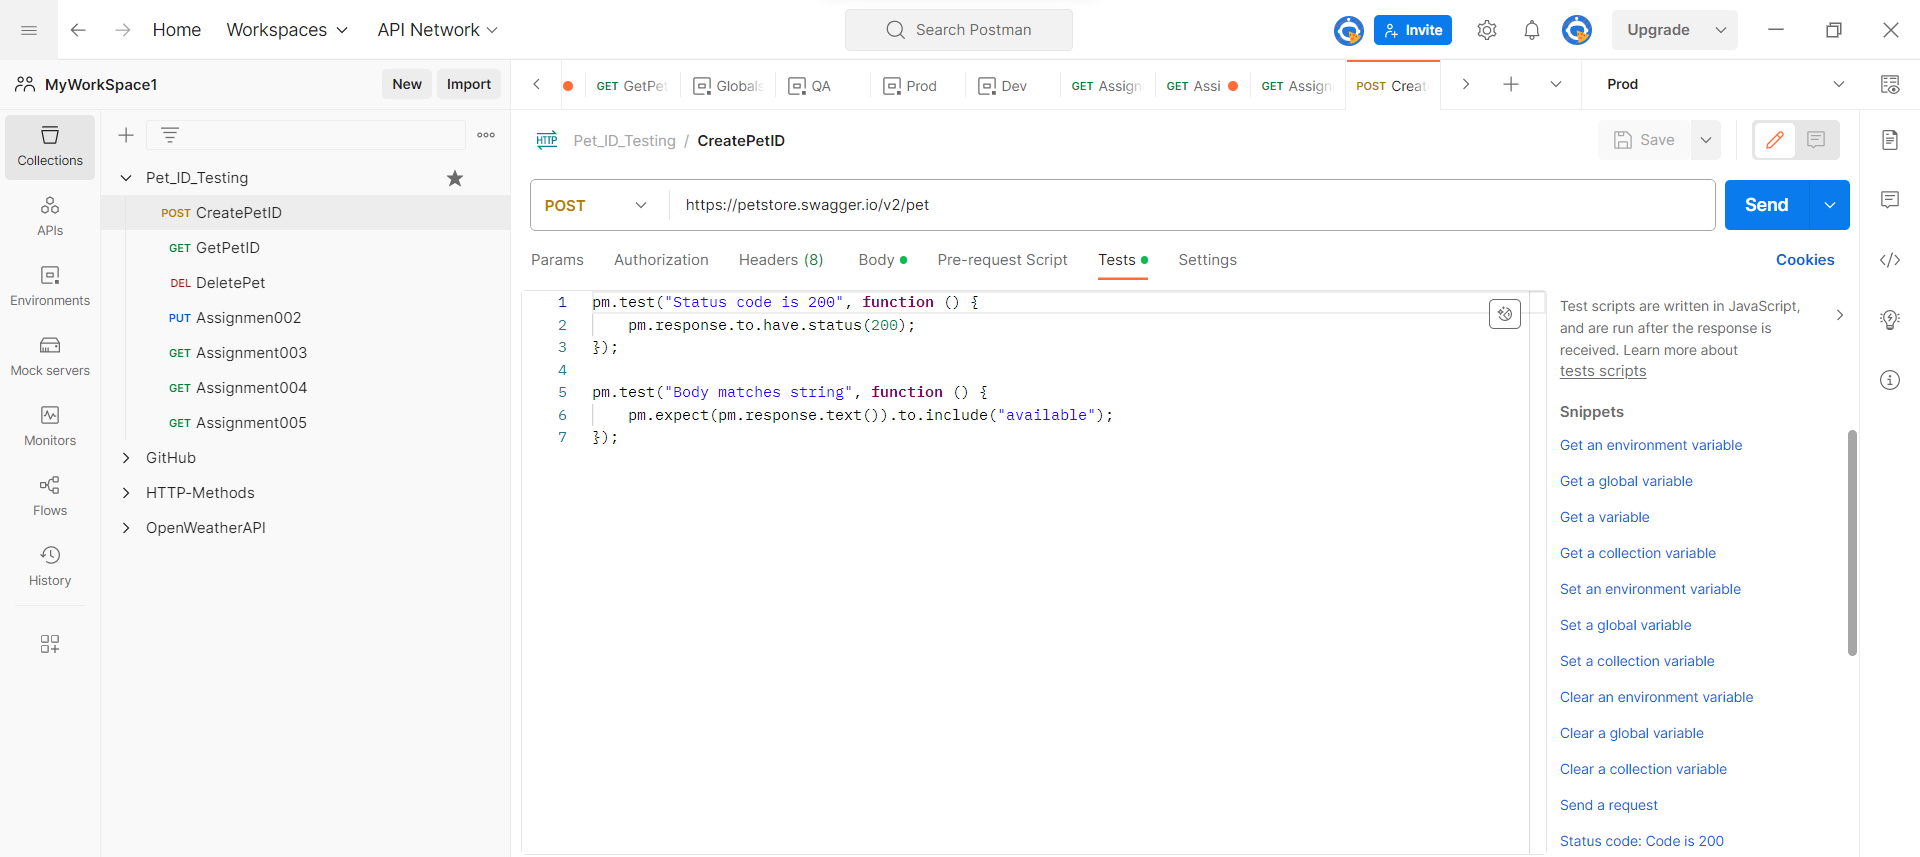 Home Workspaces API Network Search Postman Invite Upgrade
MyWorkSpace1 New Import
GET GetPet Globals QA Prod Dev GET Assign GET Assi GET Assign POST Creat Prod
Collections
APIs
Environments
Mock servers
Monitors
Flows
History
Pet_ID_Testing
POST CreatePetID
GET GetPetID
DEL DeletePet
PUT Assignmen002
GET Assignment003
GET Assignment004
GET Assignment005
GitHub
HTTP-Methods
OpenWeatherAPI
HTTP Pet_ID_Testing / CreatePetID Save
POST https://petstore.swagger.io/v2/pet Send
Params Authorization Headers (8) Body Pre-request Script Tests Settings Cookies
1 pm.test("Status code is 200", function () {
2 pm.response.to.have.status(200);
3 });
4
5 pm.test("Body matches string", function () {
6 pm.expect(pm.response.text()).to.include("available");
7 });
Test scripts are written in JavaScript,
and are run after the response is
received. Learn more about
tests scripts
Snippets
Get an environment variable
Get a global variable
Get a variable
Get a collection variable
Set an environment variable
Set a global variable
Set a collection variable
Clear an environment variable
Clear a global variable
Clear a collection variable
Send a request
Status code: Code is 200